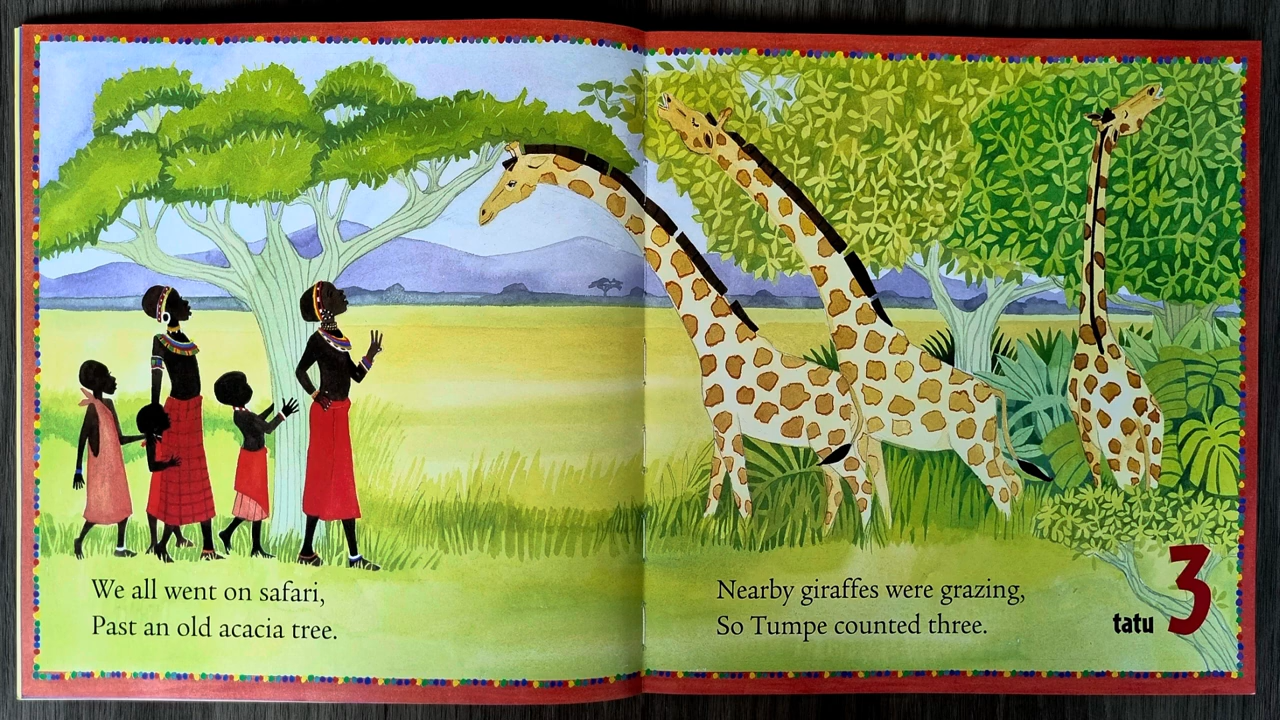 We all went on safari,
Past an old acacia tree.
Nearby giraffes were grazing,
So Tumpe counted three.
tatu 3